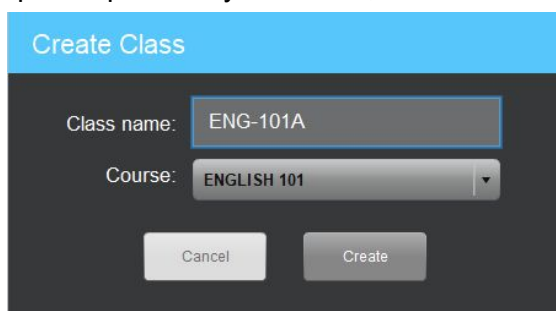 Create Class
Class name: ENG-101A
Course: ENGLISH 101
Cancel Create